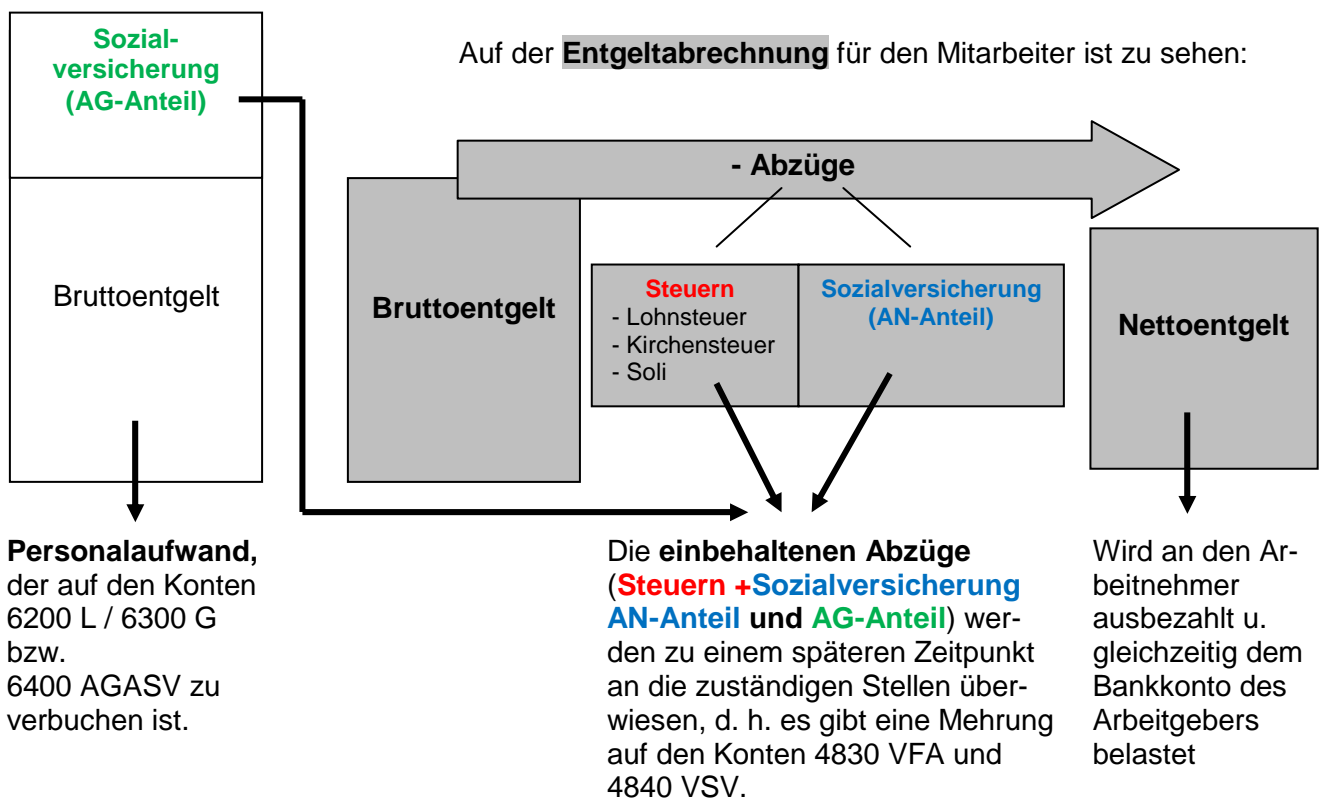 Sozial-
versicherung
(AG-Anteil)
Bruttoentgelt
Personalaufwand,
der auf den Konten
6200 L / 6300 G
bzw.
6400 AGASV zu
verbuchen ist.
Auf der Entgeltabrechnung für den Mitarbeiter ist zu sehen:
- Abzüge
Bruttoentgelt
Steuern
- Lohnsteuer
- Kirchensteuer
- Soli
Sozialversicherung
(AN-Anteil)
Nettoentgelt
Die einbehaltenen Abzüge
(Steuern +Sozialversicherung
AN-Anteil und AG-Anteil) wer-
den zu einem späteren Zeitpunkt
an die zuständigen Stellen über-
wiesen, d. h. es gibt eine Mehrung
auf den Konten 4830 VFA und
4840 VSV.
Wird an den Ar-
beitnehmer
ausbezahlt u.
gleichzeitig dem
Bankkonto des
Arbeitgebers
belastet